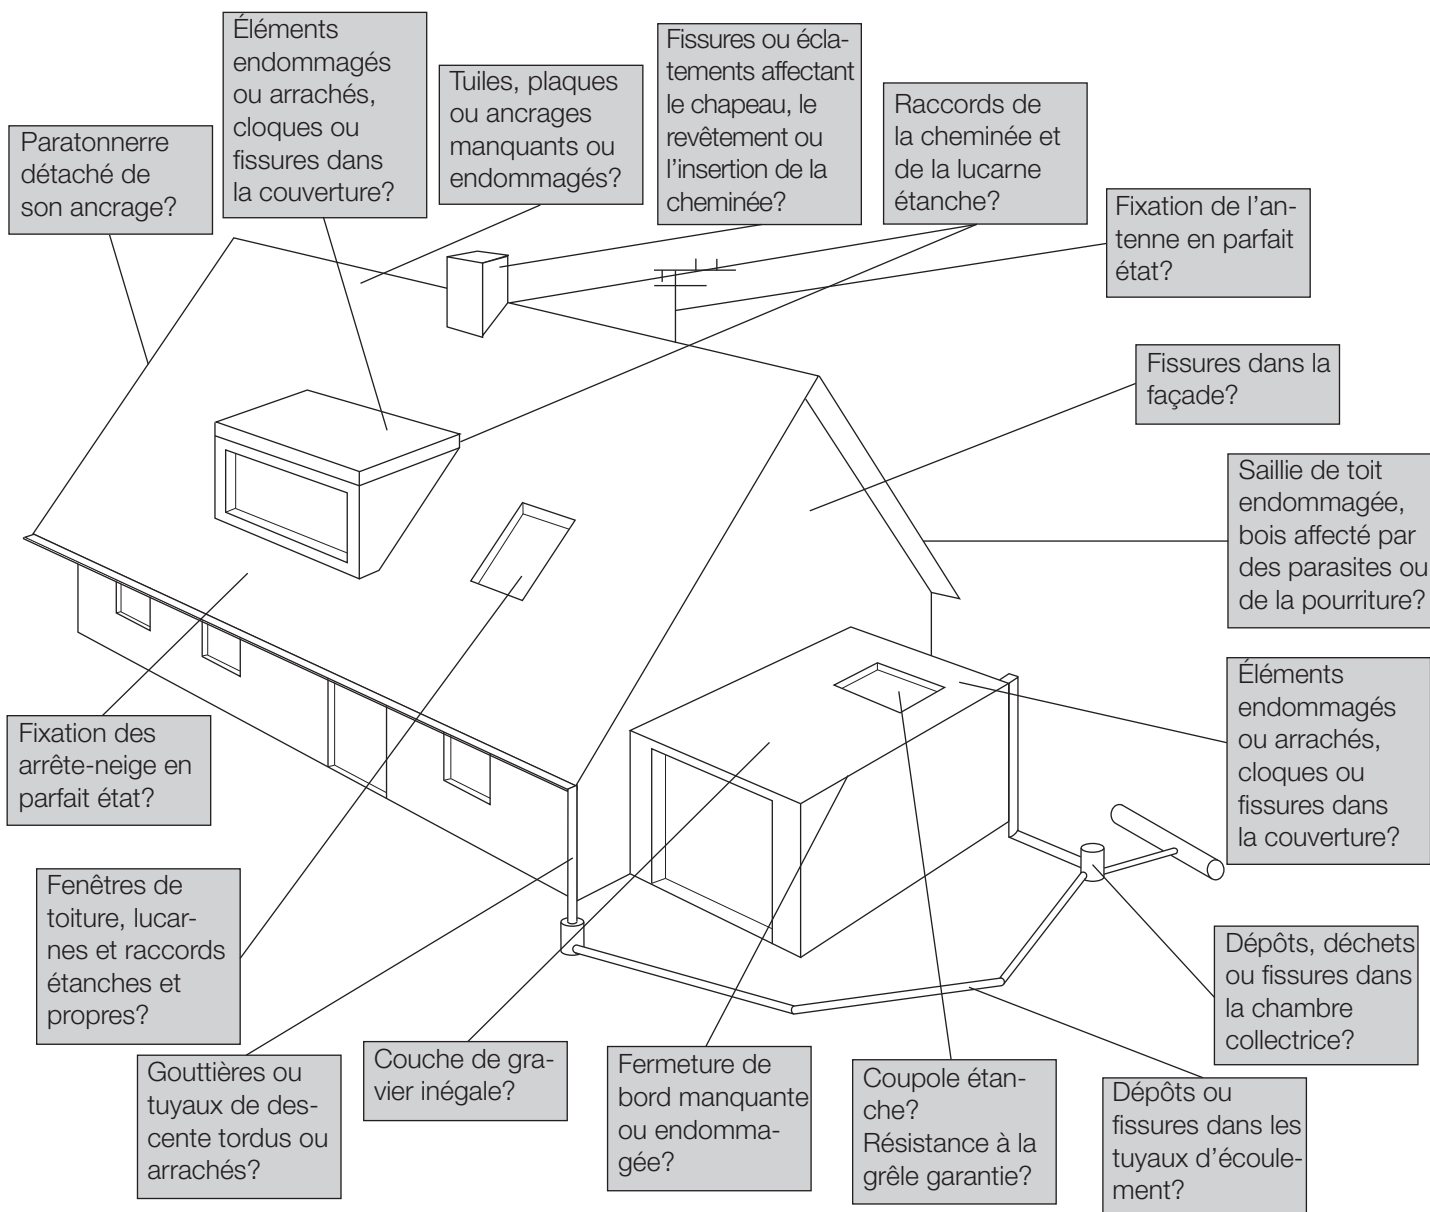 Éléments
endommagés
ou arrachés,
cloques ou
fissures dans
la couverture?
Fissures ou écla-
tements affectant
le chapeau, le
revêtement ou
l’insertion de la
cheminée?
Tuiles, plaques
ou ancrages
manquants ou
endommagés?
Raccords de
la cheminée et
de la lucarne
étanche?
Paratonnerre
détaché de
son ancrage?
Fixation de l’an-
tenne en parfait
état?
Fissures dans la
façade?
Saillie de toit
endommagée,
bois affecté par
des parasites ou
de la pourriture?
Éléments
endommagés
ou arrachés,
cloques ou
fissures dans
la couverture?
Fixation des
arrête-neige en
parfait état?
Fenêtres de
toiture, lucar-
nes et raccords
étanches et
propres?
Dépôts, déchets
ou fissures dans
la chambre
collectrice?
Gouttières ou
tuyaux de des-
cente tordus ou
arrachés?
Couche de gra-
vier inégale?
Fermeture de
bord manquante
ou endomma-
gée?
Coupole étan-
che?
Résistance à la
grêle garantie?
Dépôts ou
fissures dans les
tuyaux d’écoule-
ment?